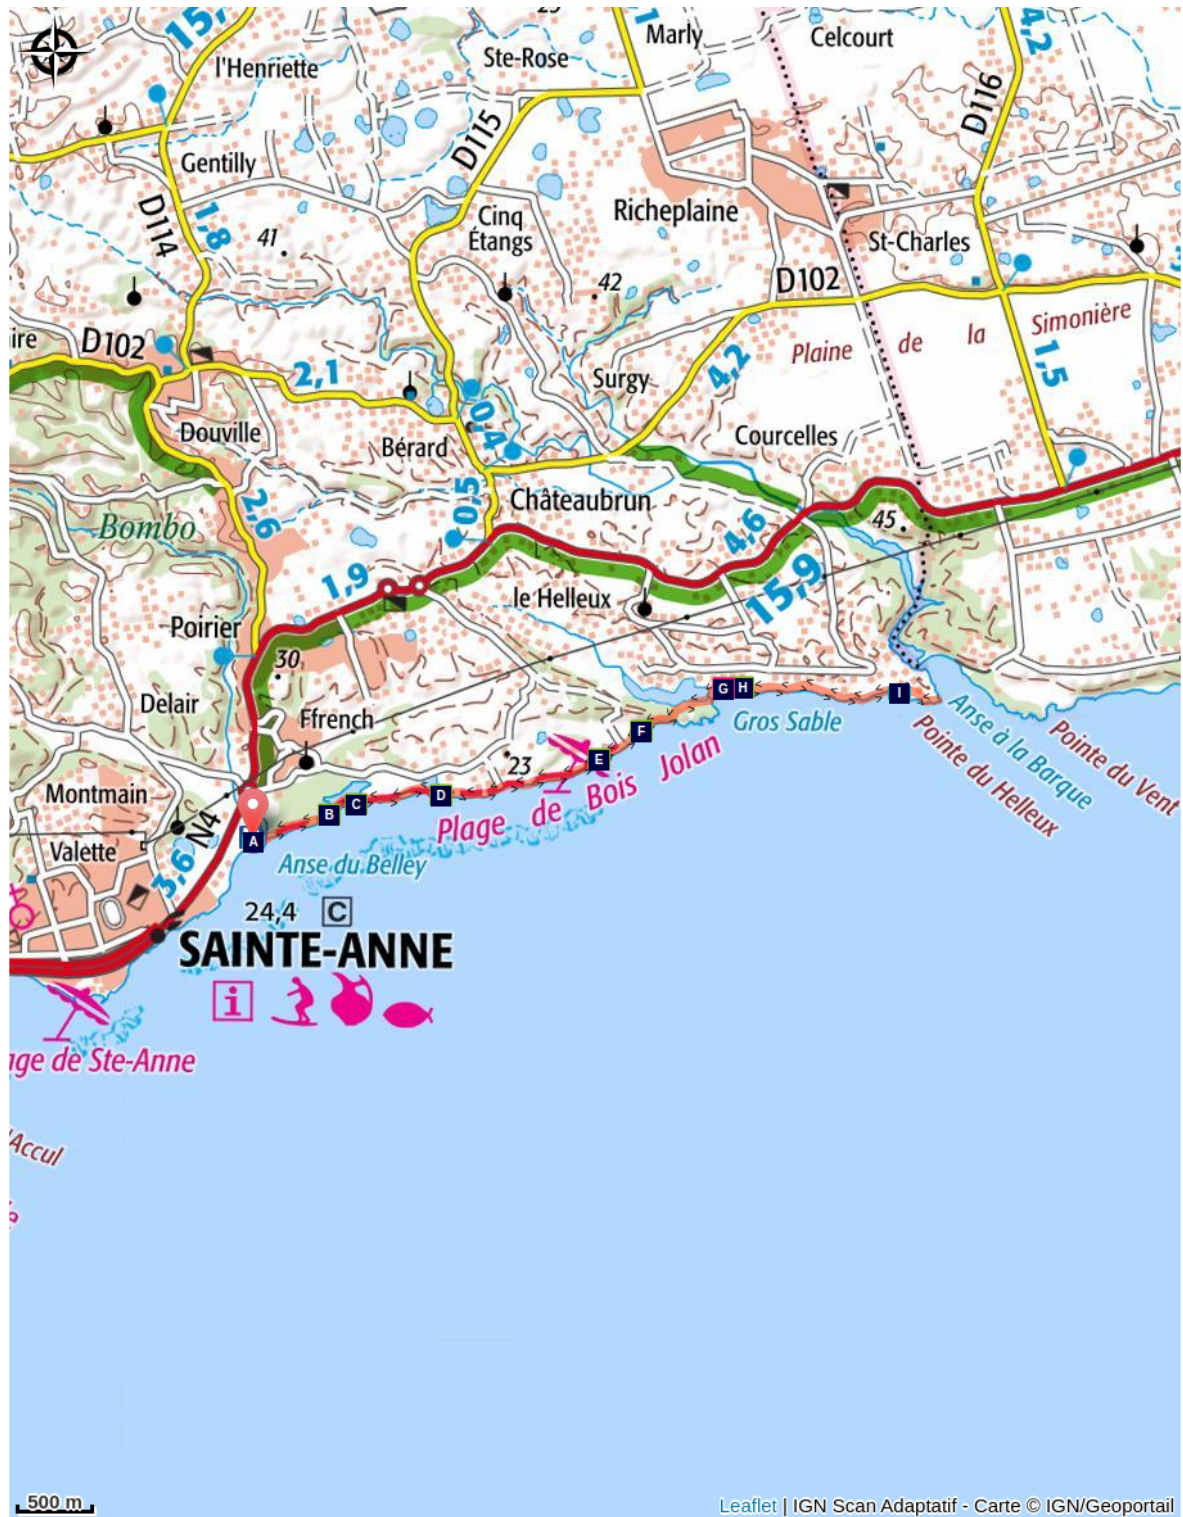 Marly
Celcourt
4,2
15,
Ste-Rose
l'Henriette
D116
D115
Gentilly
D114
1,8
41
Cinq
Étangs
Richeplaine
St-Charles
42
D102
Simonière
la
de
Plaine
ire
D102
2,1
4,2
1,5
Surgy
0,4
Douville
Bérard
Courcelles
2,6
0,5
Châteaubrun
Bombo
4,6
45
1,9
15,9
le Helleux
Poirier
30
Delair
Ffrench
G
H
I
Gros Sable
F
Anse à la Barque
Pointe du Vent
Pointe du Helleux
E
23
Montmain
D
C
B
Plage de Bois Jolan
N4
A
Valette
3,6
Anse du Belley
24,4
C
SAINTE-ANNE
i
age de Ste-Anne
'Accul
500 m
Leaflet | IGN Scan Adaptatif - Carte © IGN/Geoportail